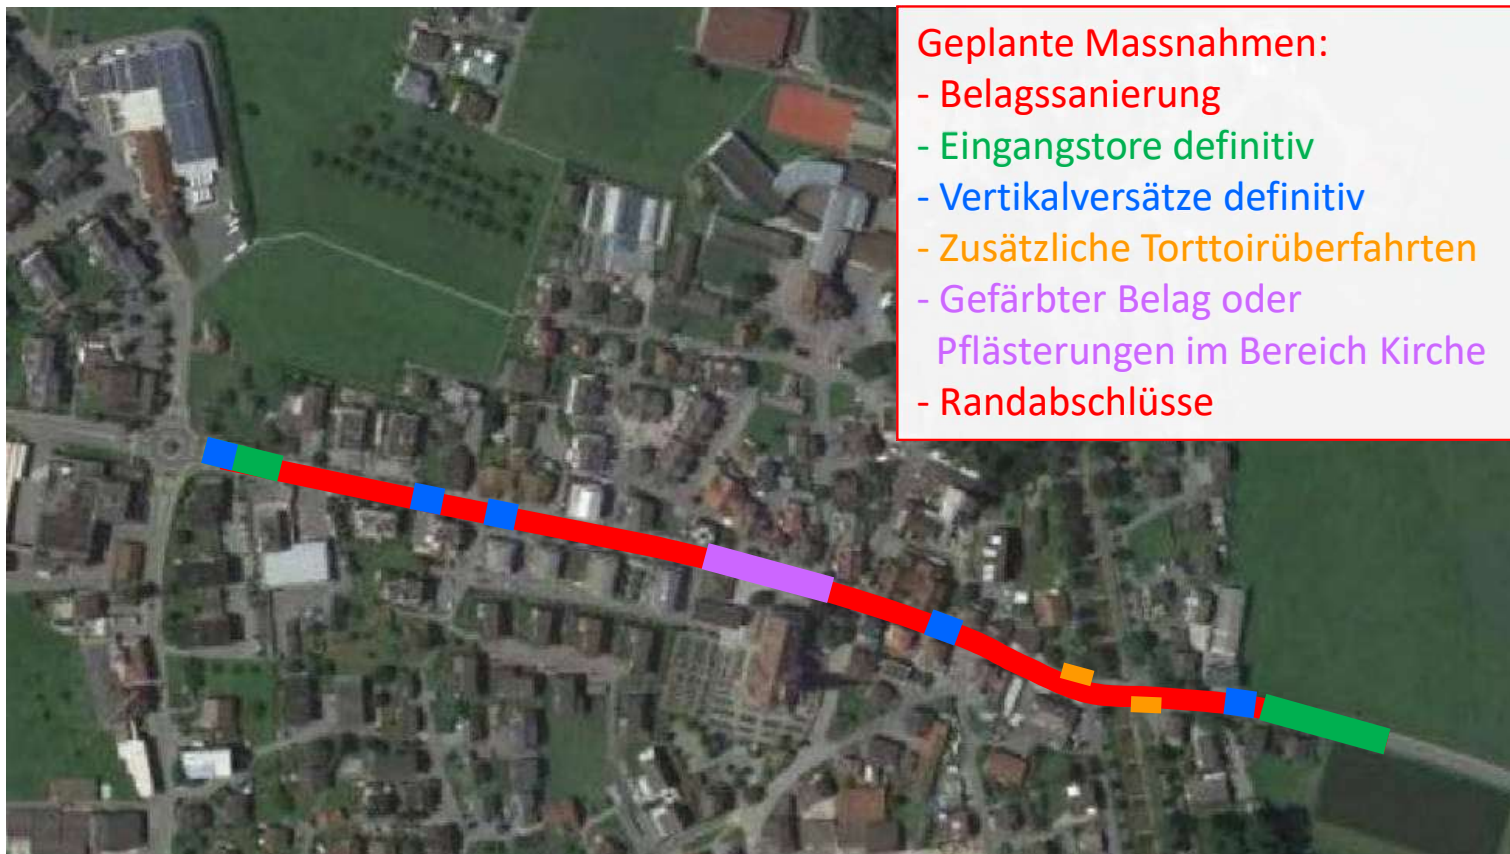 Geplante Massnahmen:
- Belagssanierung
- Eingangstore definitiv
- Vertikalversätze definitiv
- Zusätzliche Torttoirüberfahrten
- Gefärbter Belag oder
Pflästerungen im Bereich Kirche
- Randabschlüsse